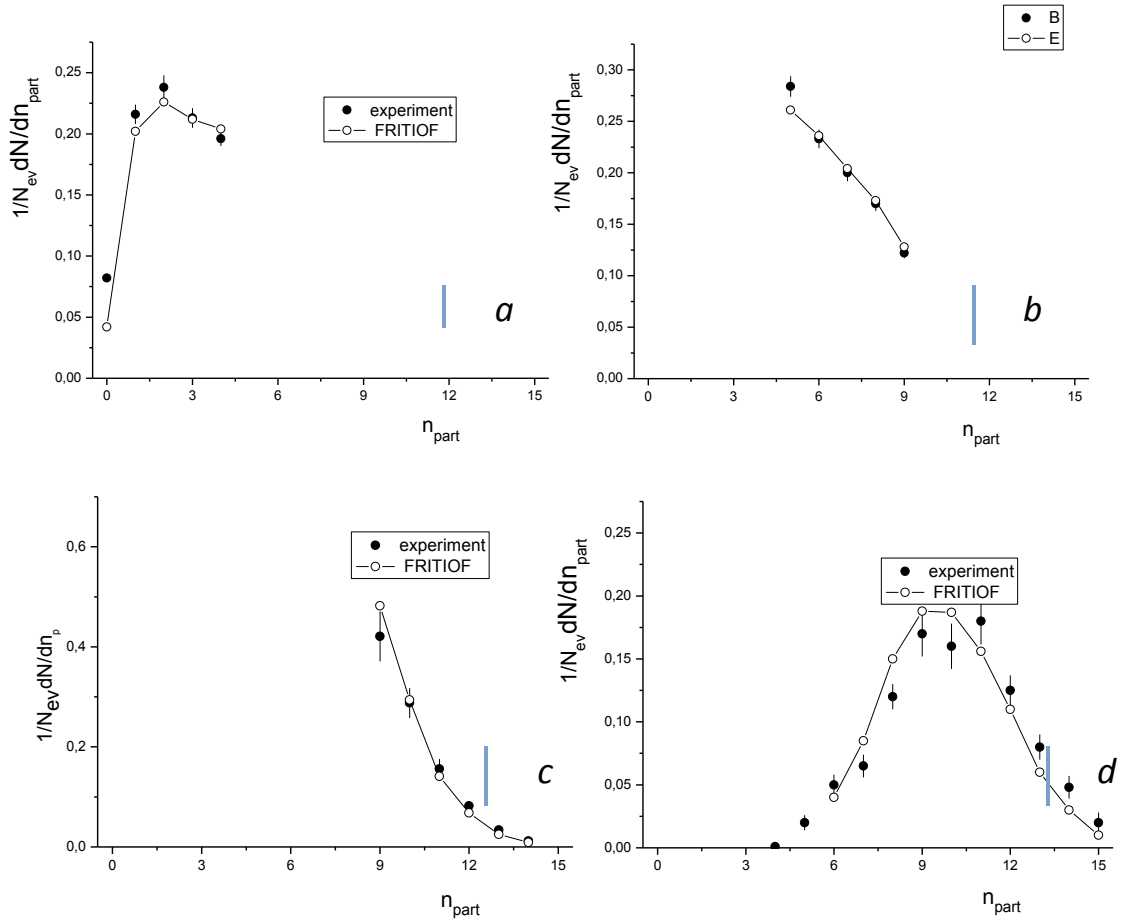 B
E
1/N_ev dN/dn_part
0,25
0,20
0,15
0,10
0,05
0,00
experiment
FRITIOF
a
0 3 6 9 12 15
n_part
1/N_ev dN/dn_part
0,30
0,25
0,20
0,15
0,10
0,05
0,00
b
0 3 6 9 12 15
n_part
1/N_ev dN/dn_p
0,6
0,4
0,2
0,0
experiment
FRITIOF
c
0 3 6 9 12 15
n_part
1/N_ev dN/dn_part
0,25
0,20
0,15
0,10
0,05
0,00
experiment
FRITIOF
d
0 3 6 9 12 15
n_part